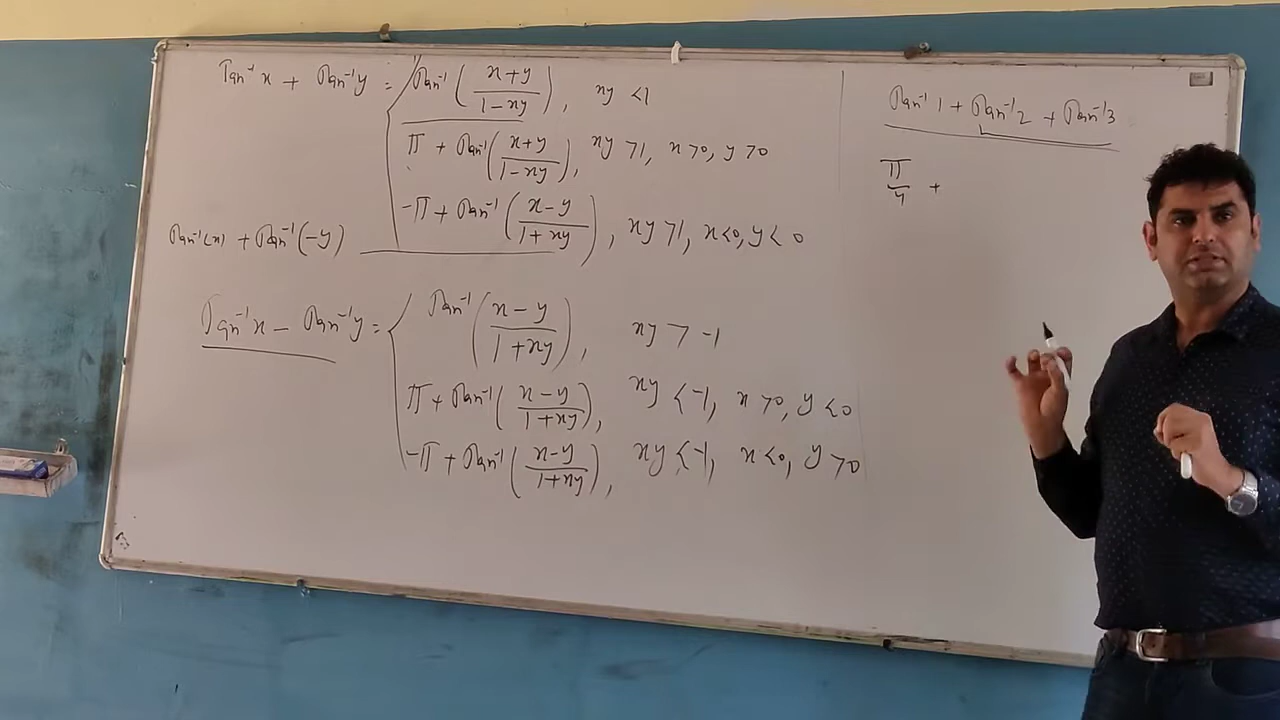 Tan⁻¹x + Tan⁻¹y = { Tan⁻¹((x+y)/(1-xy)), xy < 1
π + Tan⁻¹((x+y)/(1-xy)), xy > 1, x > 0, y > 0
-π + Tan⁻¹((x-y)/(1+xy)), xy > 1, x < 0, y < 0
Tan⁻¹(x) + Tan⁻¹(-y)
Tan⁻¹x - Tan⁻¹y = { Tan⁻¹((x-y)/(1+xy)), xy > -1
π + Tan⁻¹((x-y)/(1+xy)), xy < -1, x > 0, y < 0
-π + Tan⁻¹((x-y)/(1+xy)), xy < -1, x < 0, y > 0
Tan⁻¹1 + Tan⁻¹2 + Tan⁻¹3
π/4 +